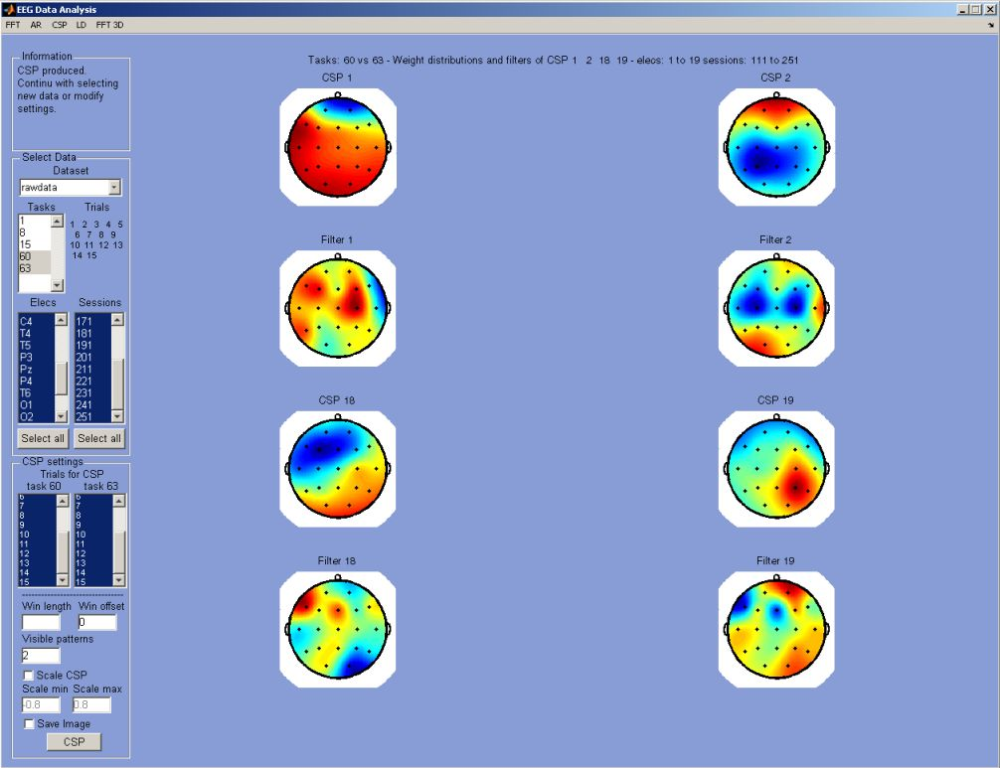 EEG Data Analysis
FFT AR CSP LD FFT 3D
Information
CSP produced.
Continu with selecting
new data or modify
settings.
Select Data
Dataset
rawdata
Tasks Trials
1
8
15
60
63
1 2 3 4 5
6 7 8 9
10 11 12 13
14 15
Elecs Sessions
C4 171
T4 181
T5 191
P3 201
Pz 211
P4 221
T6 231
O1 241
O2 251
Select all Select all
CSP settings
Trials for CSP
task 60 task 63
6 6
7 7
8 8
9 9
10 10
11 11
12 12
13 13
14 14
15 15
Win length Win offset
0
Visible patterns
2
Scale CSP
Scale min Scale max
-0.8 0.8
Save Image
CSP
Tasks: 60 vs 63 - Weight distributions and filters of CSP 1 2 18 19 - elecs: 1 to 19 sessions: 111 to 251
CSP 1 CSP 2
Filter 1 Filter 2
CSP 18 CSP 19
Filter 18 Filter 19